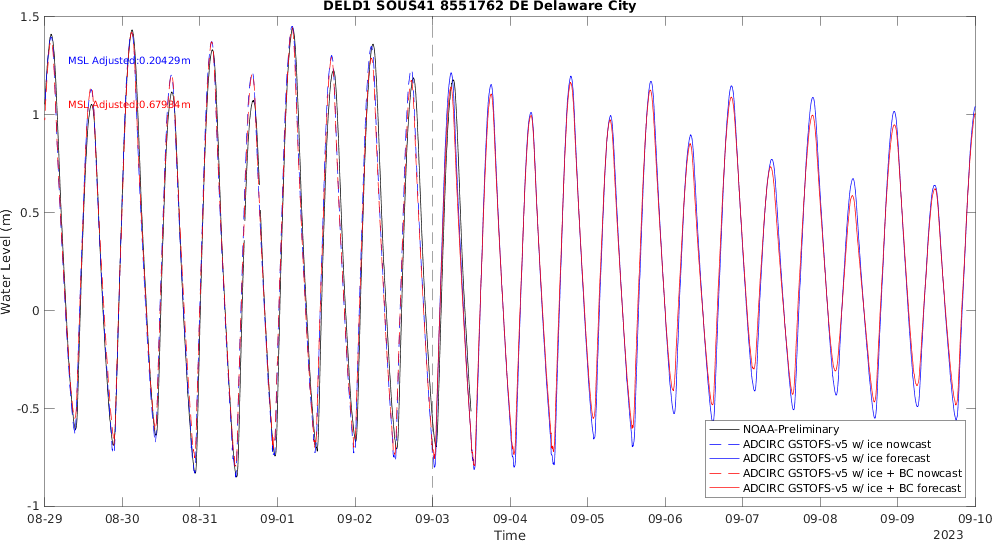 DELD1 SOUS41 8551762 DE Delaware City
1.5
MSL Adjusted:0.20429m
MSL Adjusted:0.67994m
1
0.5
Water Level (m)
0
-0.5
-1
NOAA-Preliminary
ADCIRC GSTOFS-v5 w/ ice nowcast
ADCIRC GSTOFS-v5 w/ ice forecast
ADCIRC GSTOFS-v5 w/ ice + BC nowcast
ADCIRC GSTOFS-v5 w/ ice + BC forecast
08-29 08-30 08-31 09-01 09-02 09-03 09-04 09-05 09-06 09-07 09-08 09-09 09-10
Time
2023